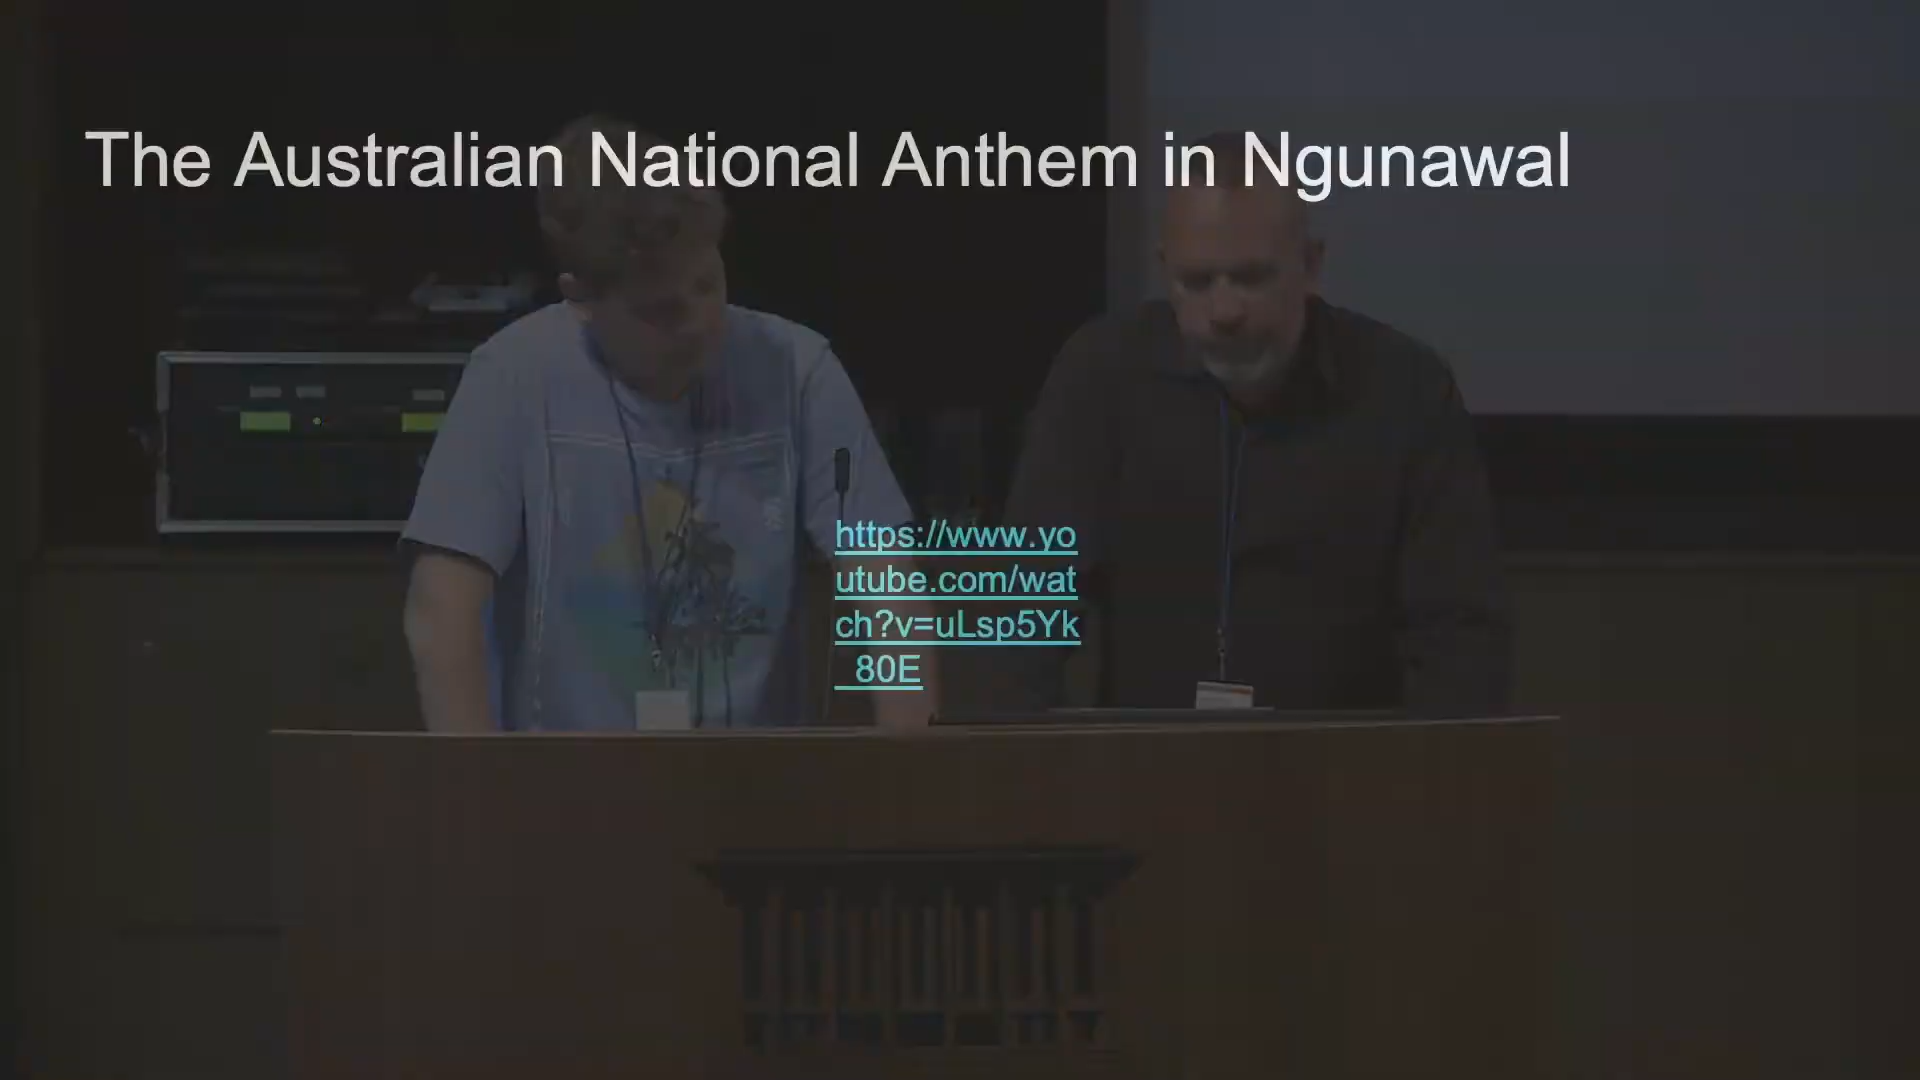 The Australian National Anthem in Ngunawal
https://www.yo
utube.com/wat
ch?v=uLsp5Yk
_80E